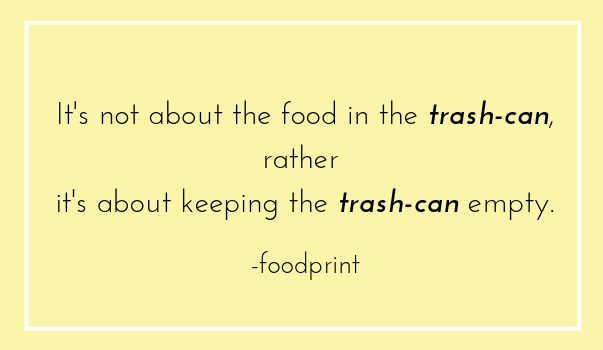 It's not about the food in the trash-can,
rather
it's about keeping the trash-can empty.
-foodprint